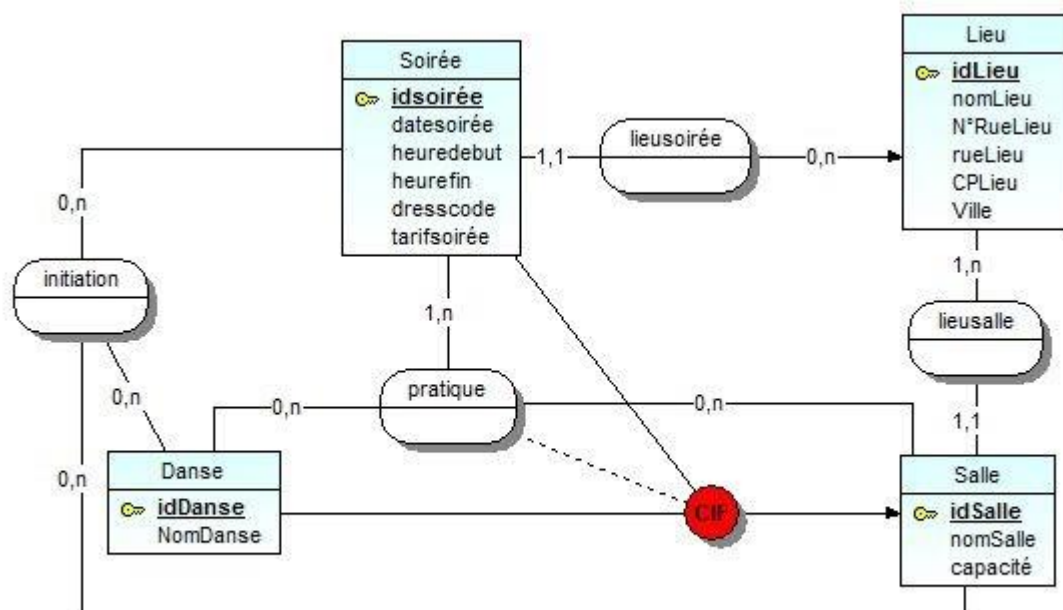 Soirée
idsoirée
datesoirée
heuredebut
heurefin
dresscode
tarifsoirée
1,1
lieusoirée
0,n
Lieu
idLieu
nomLieu
N°RueLieu
rueLieu
CPLieu
Ville
0,n
initiation
1,n
1,n
lieusalle
pratique
0,n
0,n
0,n
1,1
0,n
Danse
idDanse
NomDanse
CIF
Salle
idSalle
nomSalle
capacité